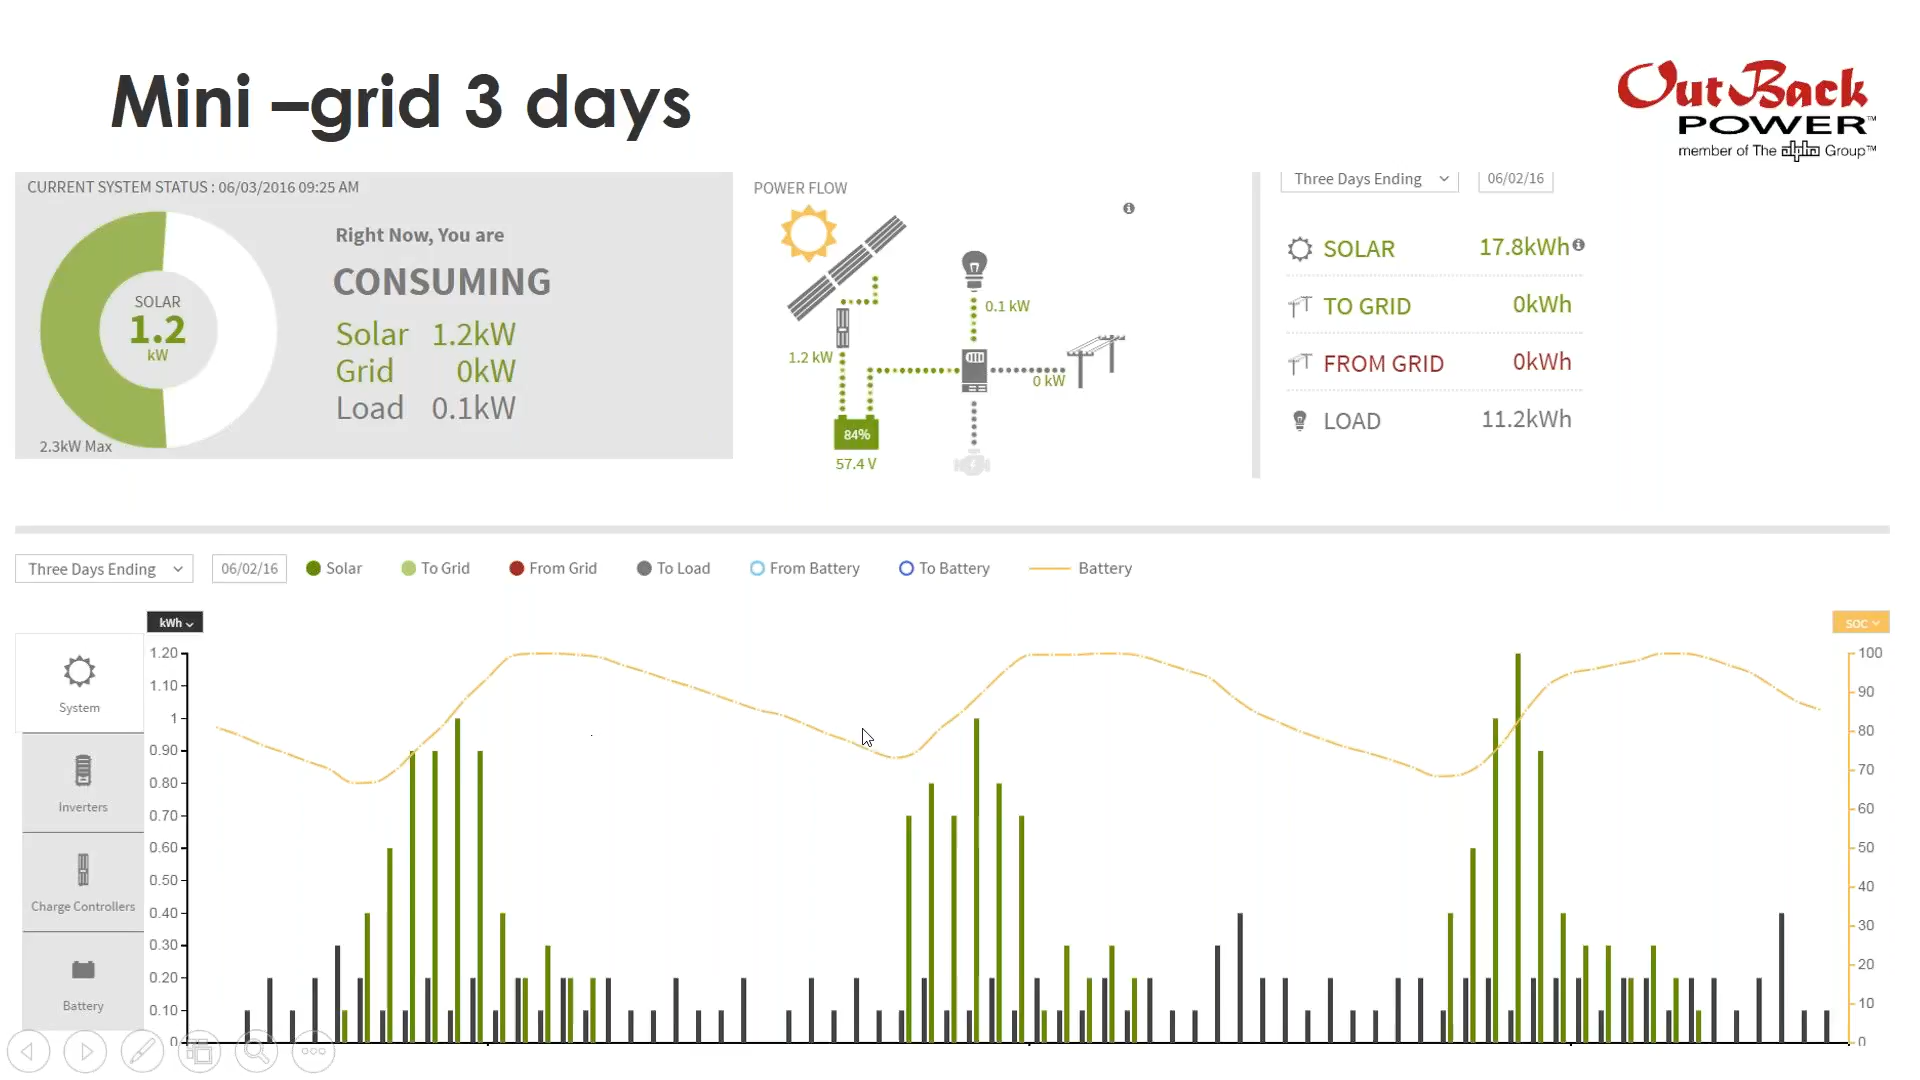 Mini –grid 3 days
OutBack
POWER™
member of The alpha Group™
CURRENT SYSTEM STATUS : 06/03/2016 09:25 AM
SOLAR
1.2
kW
2.3kW Max
Right Now, You are
CONSUMING
Solar 1.2kW
Grid 0kW
Load 0.1kW
POWER FLOW
0.1 kW
1.2 kW
0 kW
84%
57.4 V
Three Days Ending 06/02/16
SOLAR 17.8kWh
TO GRID 0kWh
FROM GRID 0kWh
LOAD 11.2kWh
Three Days Ending 06/02/16 Solar To Grid From Grid To Load From Battery To Battery Battery
kWh
SOC
System
Inverters
Charge Controllers
Battery
1.20
1.10
1
0.90
0.80
0.70
0.60
0.50
0.40
0.30
0.20
0.10
0
100
90
80
70
60
50
40
30
20
10
0